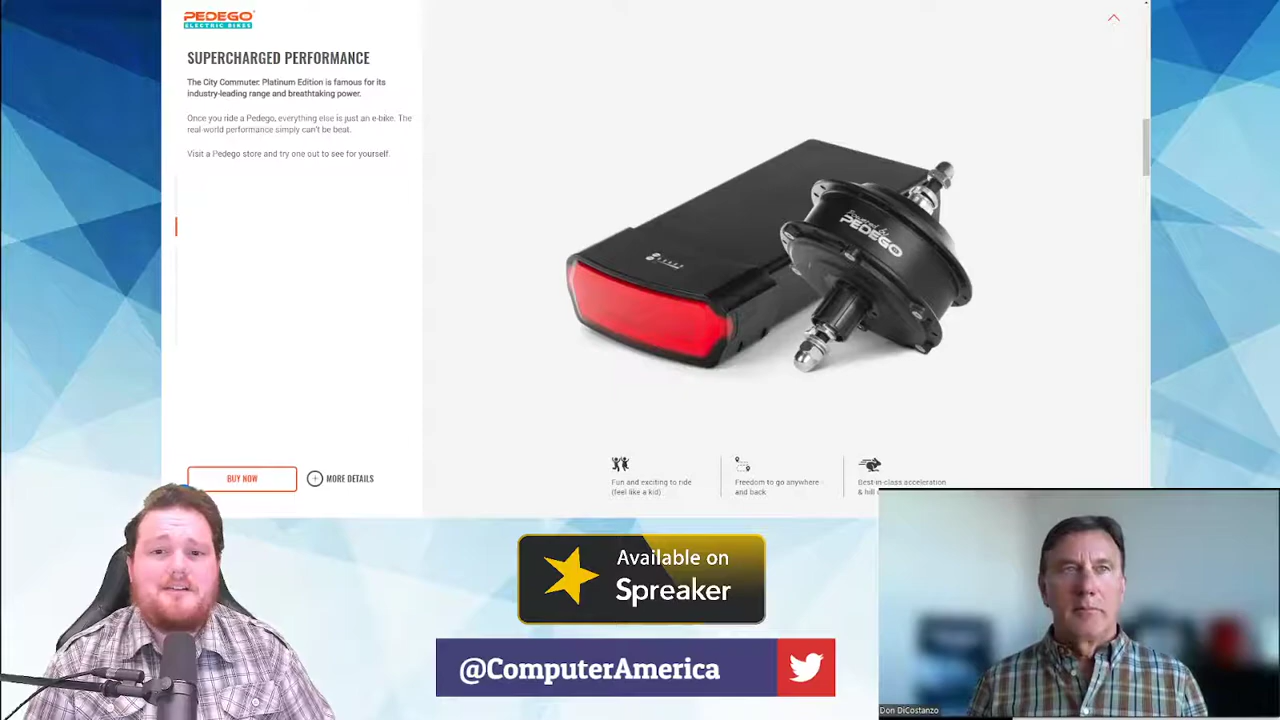 PEDEGO
ELECTRIC BIKES
SUPERCHARGED PERFORMANCE
The City Commuter: Platinum Edition is famous for its
industry-leading range and breathtaking power.
Once you ride a Pedego, everything else is just an e-bike. The
real-world performance simply can't be beat.
Visit a Pedego store and try one out to see for yourself.
Powered by
PEDEGO
BUY NOW
MORE DETAILS
Fun and exciting to ride
(feel like a kid)
Freedom to go anywhere
and back
Best-in-class acceleration
& hill
Available on
Spreaker
@ComputerAmerica
Don DiCostanzo